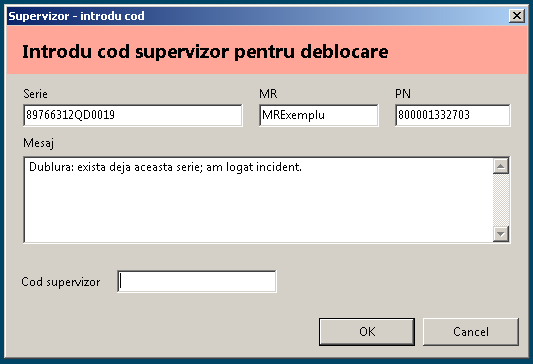 Supervizor - introdu cod
Introdu cod supervizor pentru deblocare
Serie MR PN
89766312QD0019 MRExemplu 800001332703
Mesaj
Dublura: exista deja aceasta serie; am logat incident.
Cod supervizor
OK Cancel